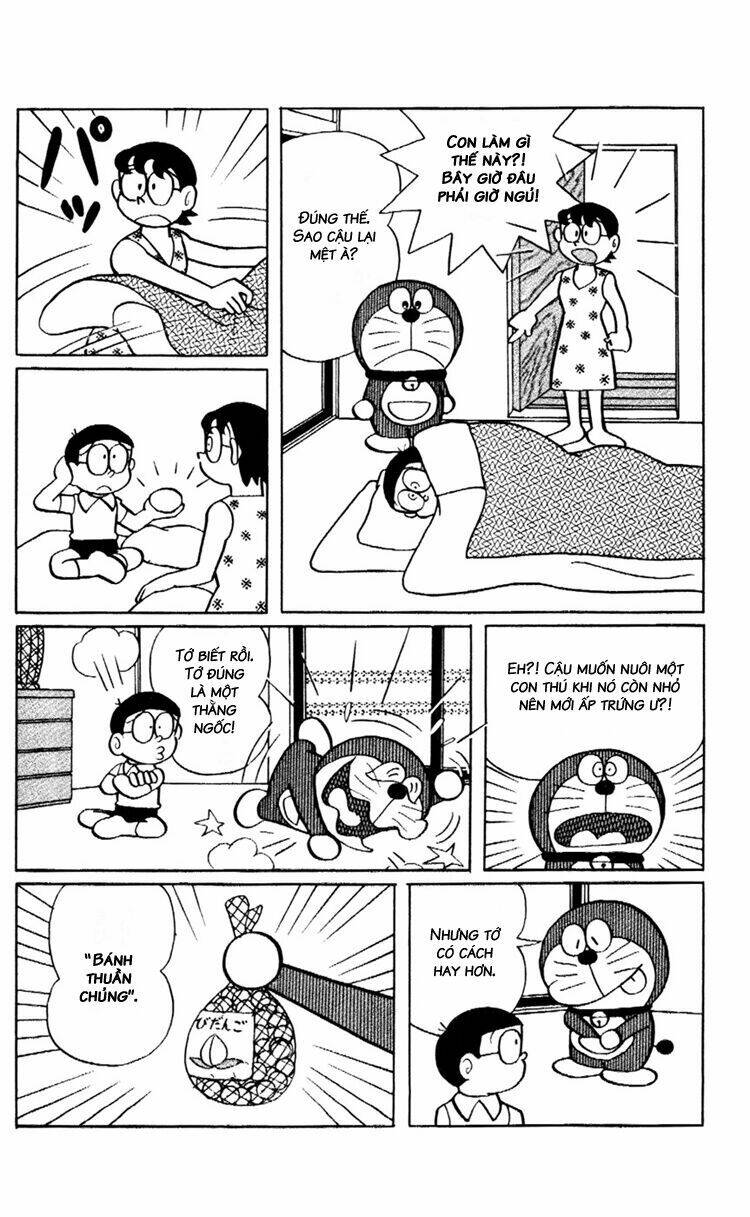 CON LÀM GÌ
THẾ NÀY?!
BÂY GIỜ ĐÂU
PHẢI GIỜ NGỦ!
ĐÚNG THẾ.
SAO CẬU LẠI
MỆT À?
パッ
EH?! CẬU MUỐN NUÔI MỘT
CON THÚ KHI NÓ CÒN NHỎ
NÊN MỚI ẤP TRỨNG Ư?!
TỚ BIẾT RỒI.
TỚ ĐÚNG
LÀ MỘT
THẰNG
NGỐC!
NHƯNG TỚ
CÓ CÁCH
HAY HƠN.
"BÁNH
THUẦN
CHỦNG".
びだんご